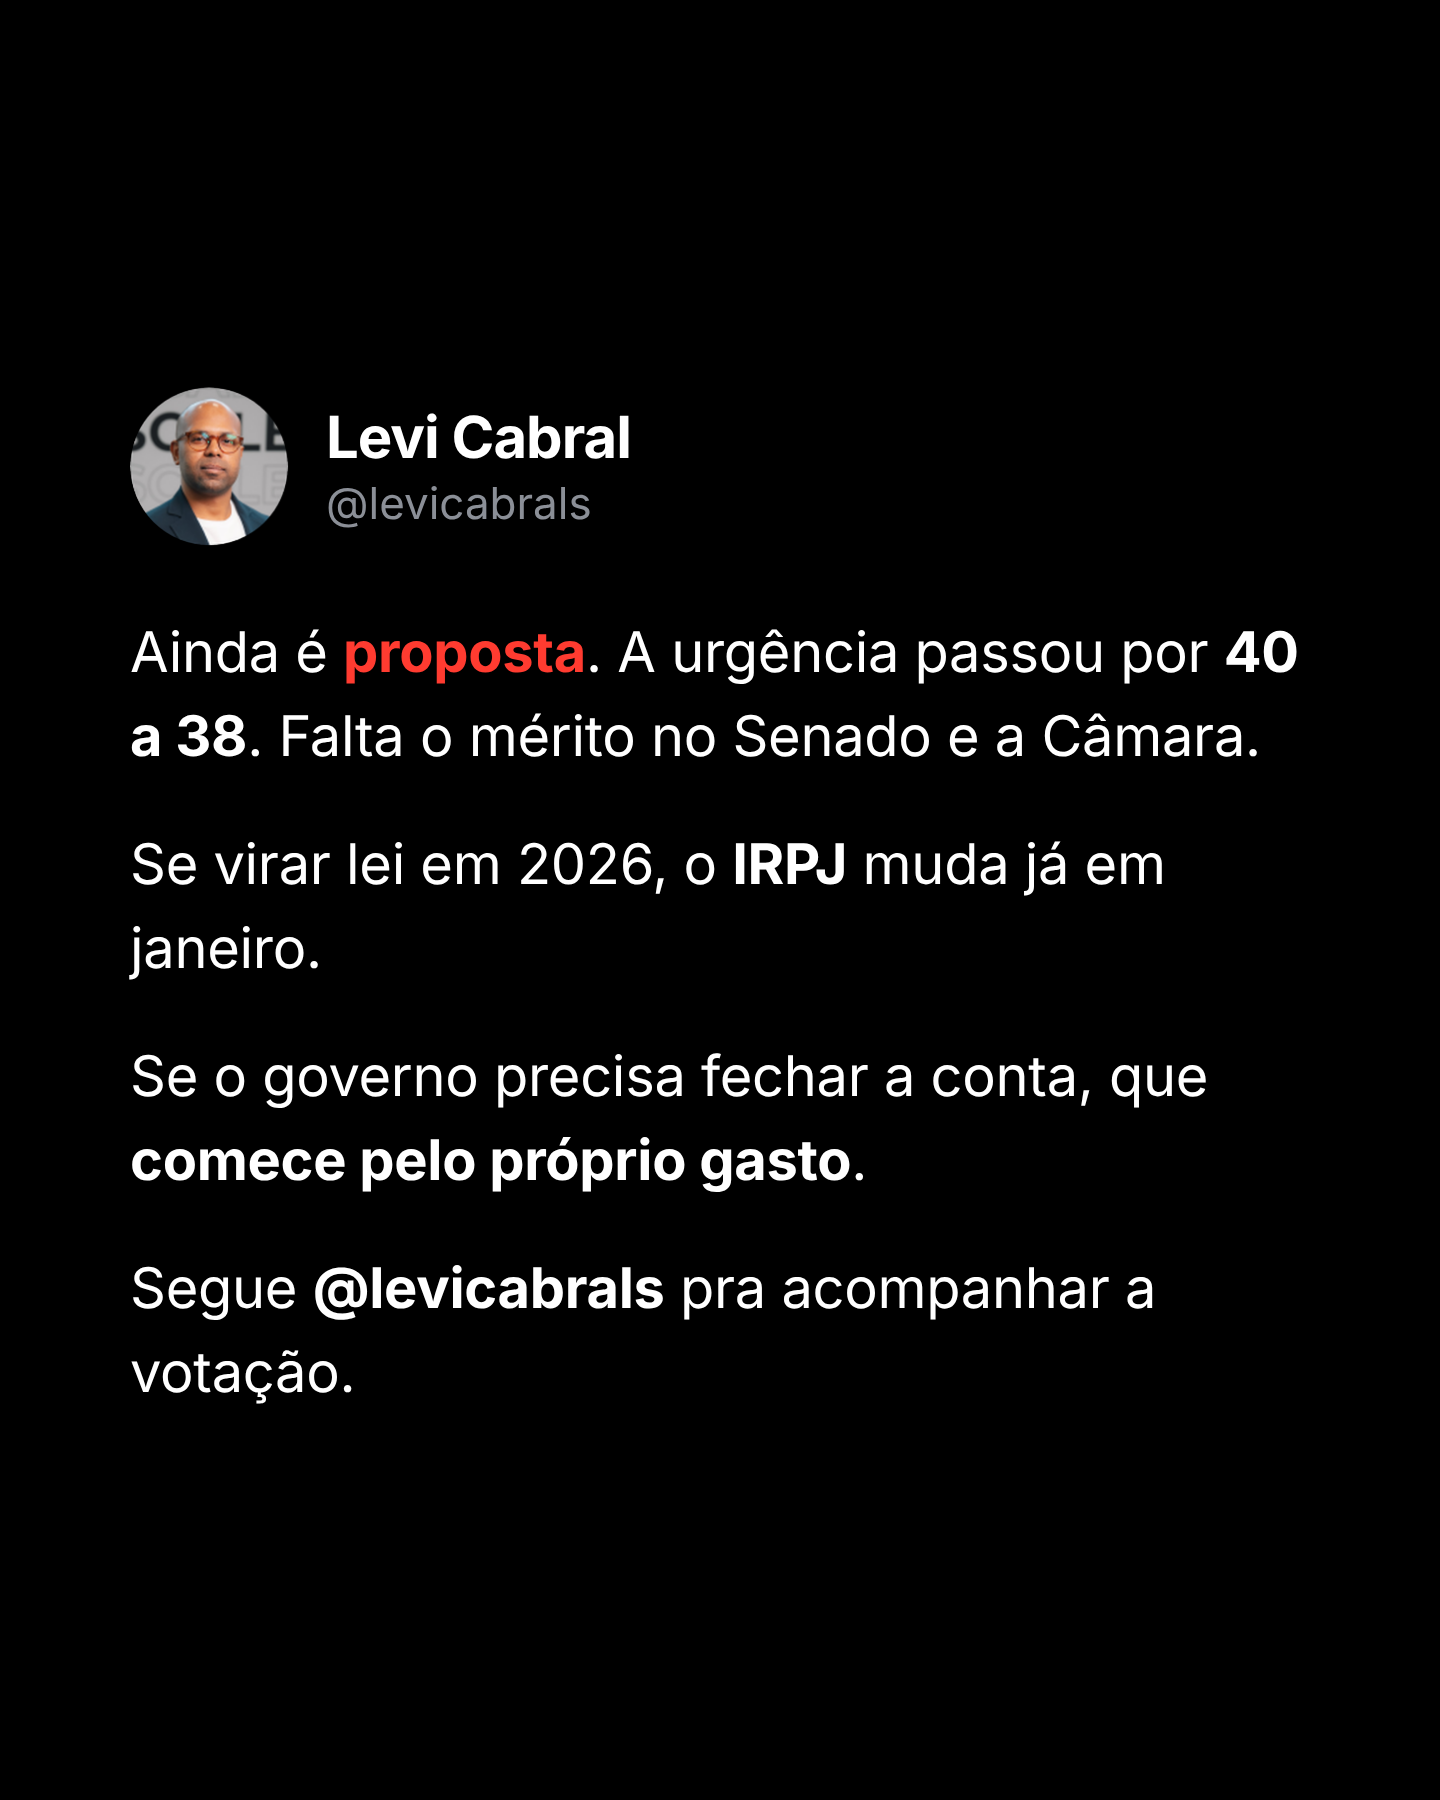 Levi Cabral
@levicabrals
Ainda é proposta. A urgência passou por 40
a 38. Falta o mérito no Senado e a Câmara.
Se virar lei em 2026, o IRPJ muda já em
janeiro.
Se o governo precisa fechar a conta, que
comece pelo próprio gasto.
Segue @levicabrals pra acompanhar a
votação.